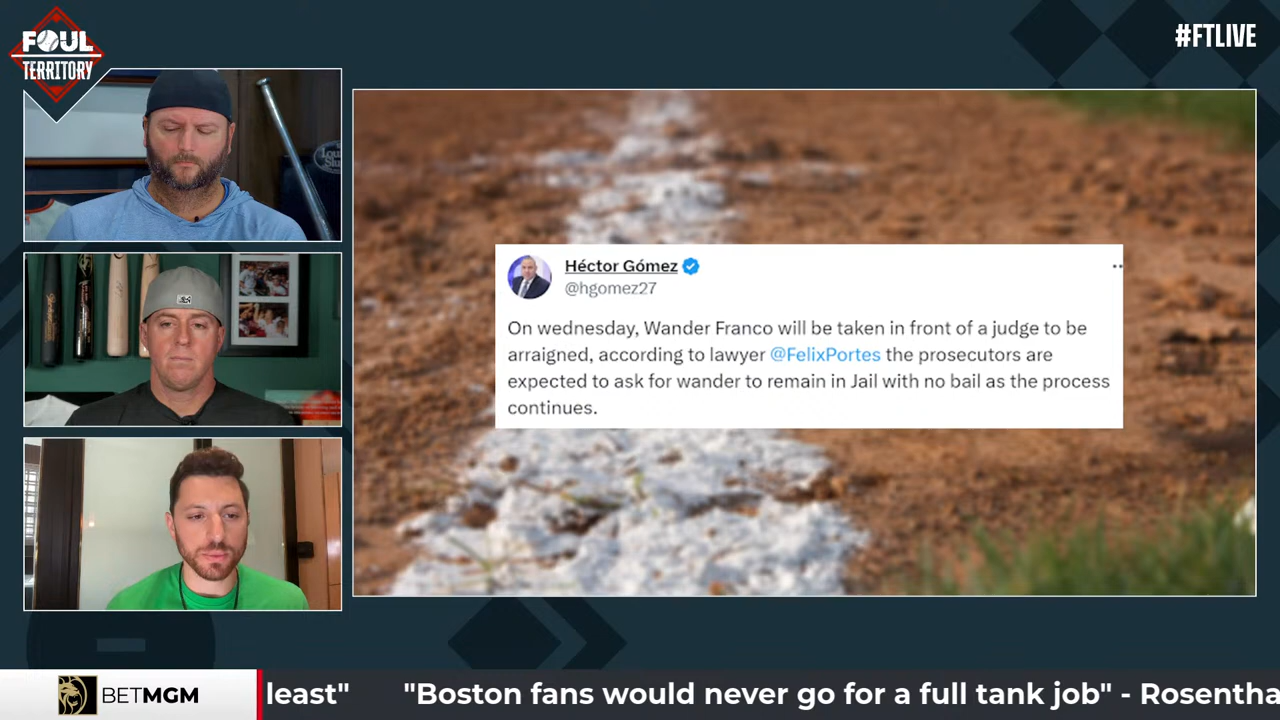 FOUL
TERRITORY
#FTLIVE
Héctor Gómez
@hgomez27
On wednesday, Wander Franco will be taken in front of a judge to be
arraigned, according to lawyer @FelixPortes the prosecutors are
expected to ask for wander to remain in Jail with no bail as the process
continues.
BETMGM
least" "Boston fans would never go for a full tank job" - Rosentha